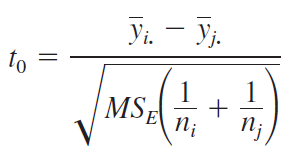 t₀ = (ȳᵢ. − ȳⱼ.) / √(MS_E(1/nᵢ + 1/nⱼ))